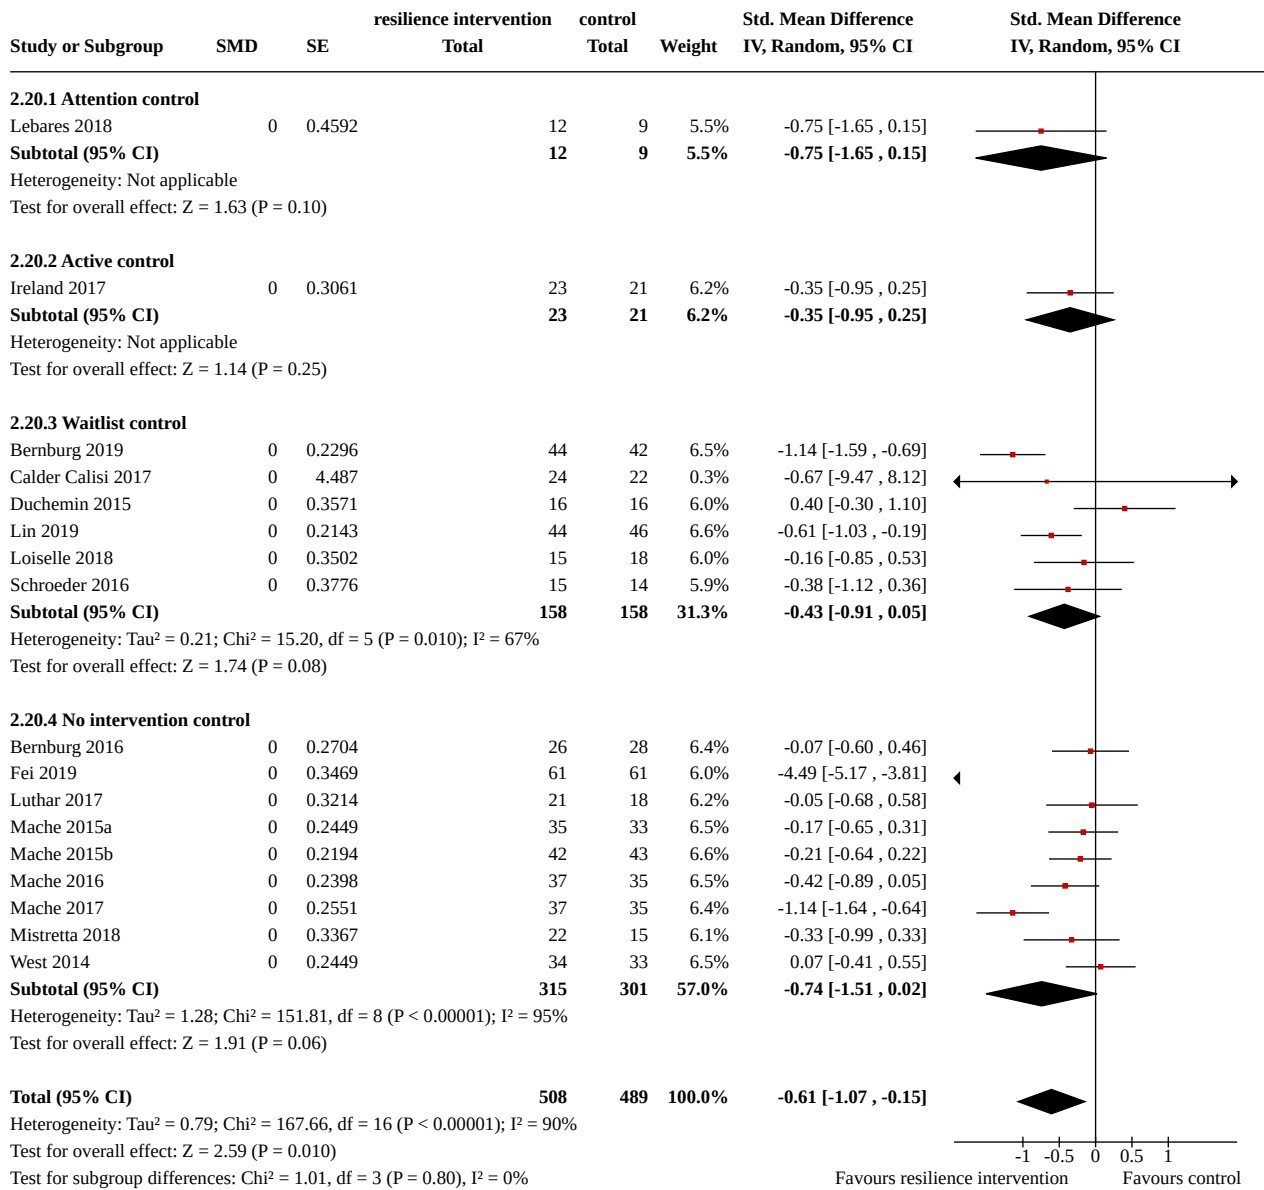 resilience intervention control Std. Mean Difference Std. Mean Difference
Study or Subgroup SMD SE Total Total Weight IV, Random, 95% CI IV, Random, 95% CI
2.20.1 Attention control
Lebares 2018 0 0.4592 12 9 5.5% -0.75 [-1.65 , 0.15]
Subtotal (95% CI) 12 9 5.5% -0.75 [-1.65 , 0.15]
Heterogeneity: Not applicable
Test for overall effect: Z = 1.63 (P = 0.10)
2.20.2 Active control
Ireland 2017 0 0.3061 23 21 6.2% -0.35 [-0.95 , 0.25]
Subtotal (95% CI) 23 21 6.2% -0.35 [-0.95 , 0.25]
Heterogeneity: Not applicable
Test for overall effect: Z = 1.14 (P = 0.25)
2.20.3 Waitlist control
Bernburg 2019 0 0.2296 44 42 6.5% -1.14 [-1.59 , -0.69]
Calder Calisi 2017 0 4.487 24 22 0.3% -0.67 [-9.47 , 8.12]
Duchemin 2015 0 0.3571 16 16 6.0% 0.40 [-0.30 , 1.10]
Lin 2019 0 0.2143 44 46 6.6% -0.61 [-1.03 , -0.19]
Loiselle 2018 0 0.3502 15 18 6.0% -0.16 [-0.85 , 0.53]
Schroeder 2016 0 0.3776 15 14 5.9% -0.38 [-1.12 , 0.36]
Subtotal (95% CI) 158 158 31.3% -0.43 [-0.91 , 0.05]
Heterogeneity: Tau² = 0.21; Chi² = 15.20, df = 5 (P = 0.010); I² = 67%
Test for overall effect: Z = 1.74 (P = 0.08)
2.20.4 No intervention control
Bernburg 2016 0 0.2704 26 28 6.4% -0.07 [-0.60 , 0.46]
Fei 2019 0 0.3469 61 61 6.0% -4.49 [-5.17 , -3.81]
Luthar 2017 0 0.3214 21 18 6.2% -0.05 [-0.68 , 0.58]
Mache 2015a 0 0.2449 35 33 6.5% -0.17 [-0.65 , 0.31]
Mache 2015b 0 0.2194 42 43 6.6% -0.21 [-0.64 , 0.22]
Mache 2016 0 0.2398 37 35 6.5% -0.42 [-0.89 , 0.05]
Mache 2017 0 0.2551 37 35 6.4% -1.14 [-1.64 , -0.64]
Mistretta 2018 0 0.3367 22 15 6.1% -0.33 [-0.99 , 0.33]
West 2014 0 0.2449 34 33 6.5% 0.07 [-0.41 , 0.55]
Subtotal (95% CI) 315 301 57.0% -0.74 [-1.51 , 0.02]
Heterogeneity: Tau² = 1.28; Chi² = 151.81, df = 8 (P < 0.00001); I² = 95%
Test for overall effect: Z = 1.91 (P = 0.06)
Total (95% CI) 508 489 100.0% -0.61 [-1.07 , -0.15]
Heterogeneity: Tau² = 0.79; Chi² = 167.66, df = 16 (P < 0.00001); I² = 90%
Test for overall effect: Z = 2.59 (P = 0.010)
-1 -0.5 0 0.5 1
Test for subgroup differences: Chi² = 1.01, df = 3 (P = 0.80), I² = 0%
Favours resilience intervention Favours control